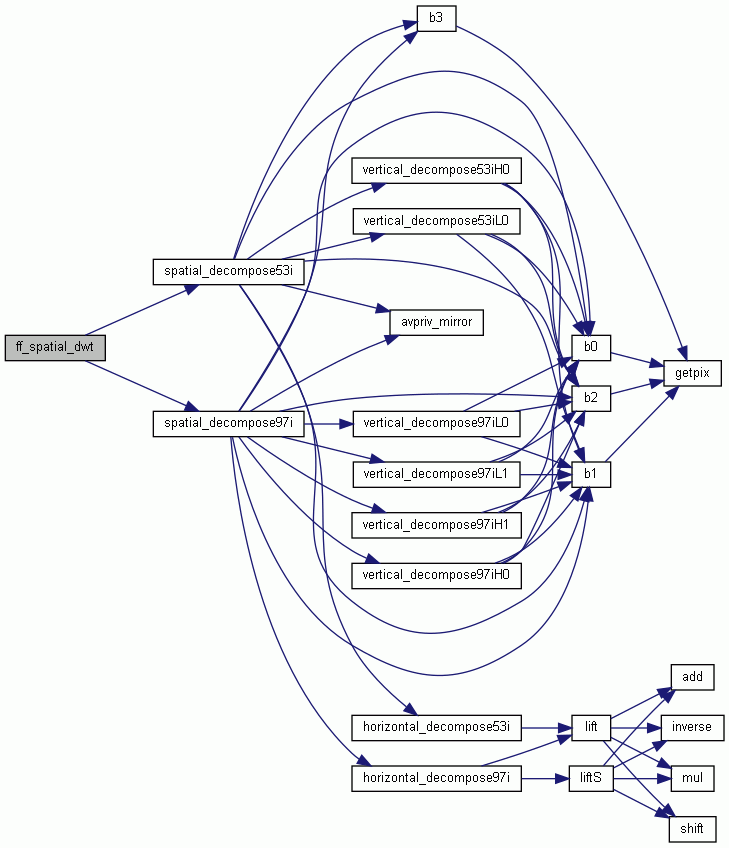 b3
vertical_decompose53iH0
vertical_decompose53iL0
spatial_decompose53i
avpriv_mirror
ff_spatial_dwt
b0
getpix
b2
spatial_decompose97i
vertical_decompose97iL0
vertical_decompose97iL1
b1
vertical_decompose97iH1
vertical_decompose97iH0
add
horizontal_decompose53i
lift
inverse
horizontal_decompose97i
liftS
mul
shift